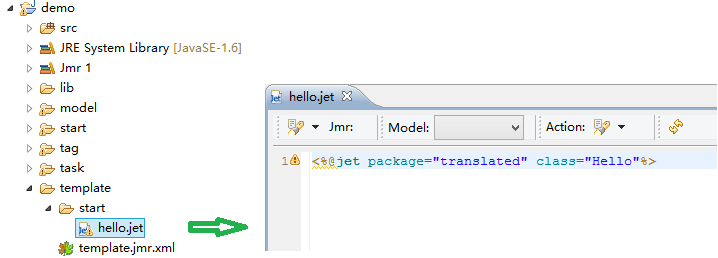 demo
src
JRE System Library [JavaSE-1.6]
Jmr 1
lib
model
start
tag
task
template
start
hello.jet
template.jmr.xml
hello.jet
Jmr: Model: Action:
1 <%@jet package="translated" class="Hello"%>